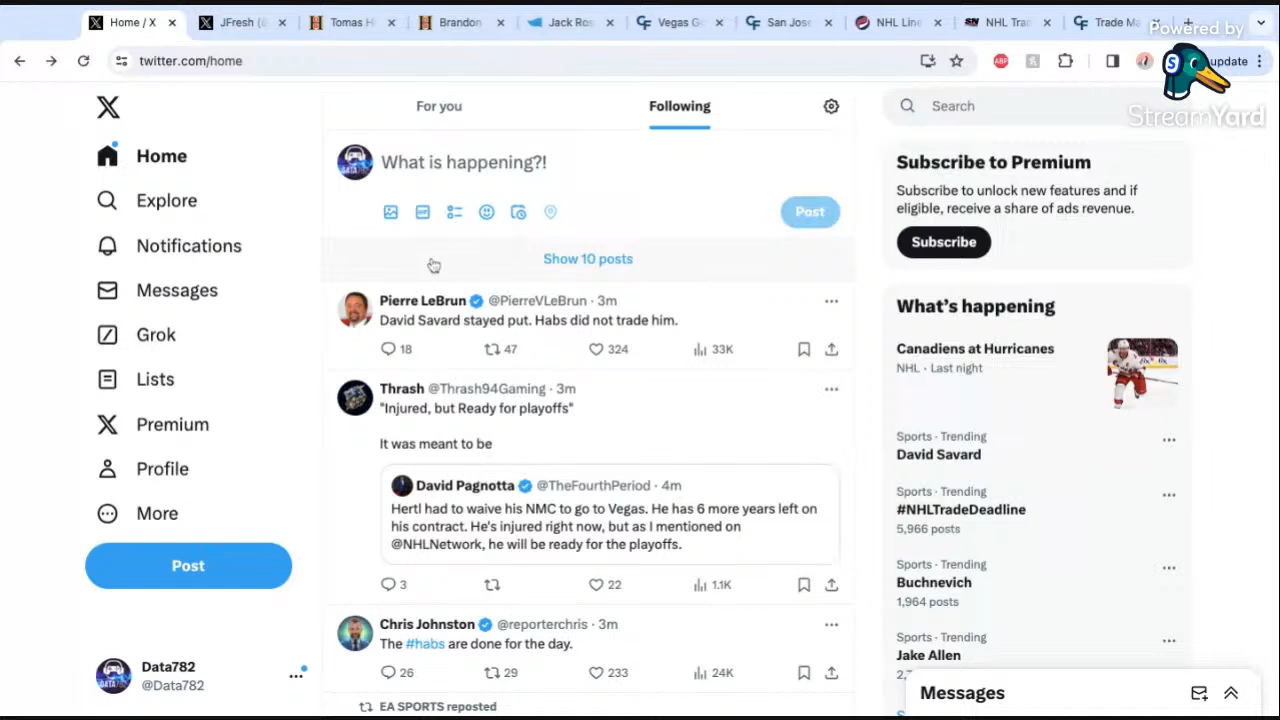 Home / X
JFresh (
Tomas H
Brandon
Jack Ros
Vegas G
San Jos
NHL Line
NHL Tra
Trade Ma
Powered by
StreamYard
twitter.com/home
ABP
update
Home
Explore
Notifications
Messages
Grok
Lists
Premium
Profile
More
Post
Data782
@Data782
For you
Following
What is happening?!
Post
Show 10 posts
Pierre LeBrun @PierreVLeBrun · 3m
David Savard stayed put. Habs did not trade him.
18 47 324 33K
Thrash @Thrash94Gaming · 3m
"Injured, but Ready for playoffs"
It was meant to be
David Pagnotta @TheFourthPeriod · 4m
Hertl had to waive his NMC to go to Vegas. He has 6 more years left on
his contract. He's injured right now, but as I mentioned on
@NHLNetwork, he will be ready for the playoffs.
3 22 1.1K
Chris Johnston @reporterchris · 3m
The #habs are done for the day.
26 29 233 24K
EA SPORTS reposted
Search
Subscribe to Premium
Subscribe to unlock new features and if
eligible, receive a share of ads revenue.
Subscribe
What's happening
Canadiens at Hurricanes
NHL · Last night
Sports · Trending
David Savard
Sports · Trending
#NHLTradeDeadline
5,966 posts
Sports · Trending
Buchnevich
1,964 posts
Sports · Trending
Jake Allen
Messages